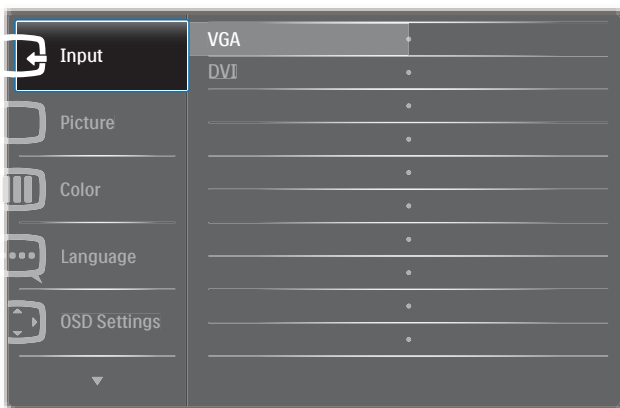 Input
Picture
Color
Language
OSD Settings
VGA
DVI